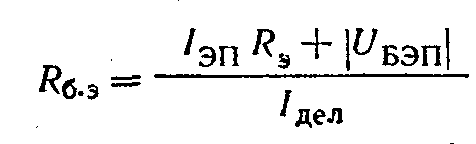 R_б.э = (I_ЭП R_э + |U_БЭП|) / I_дел